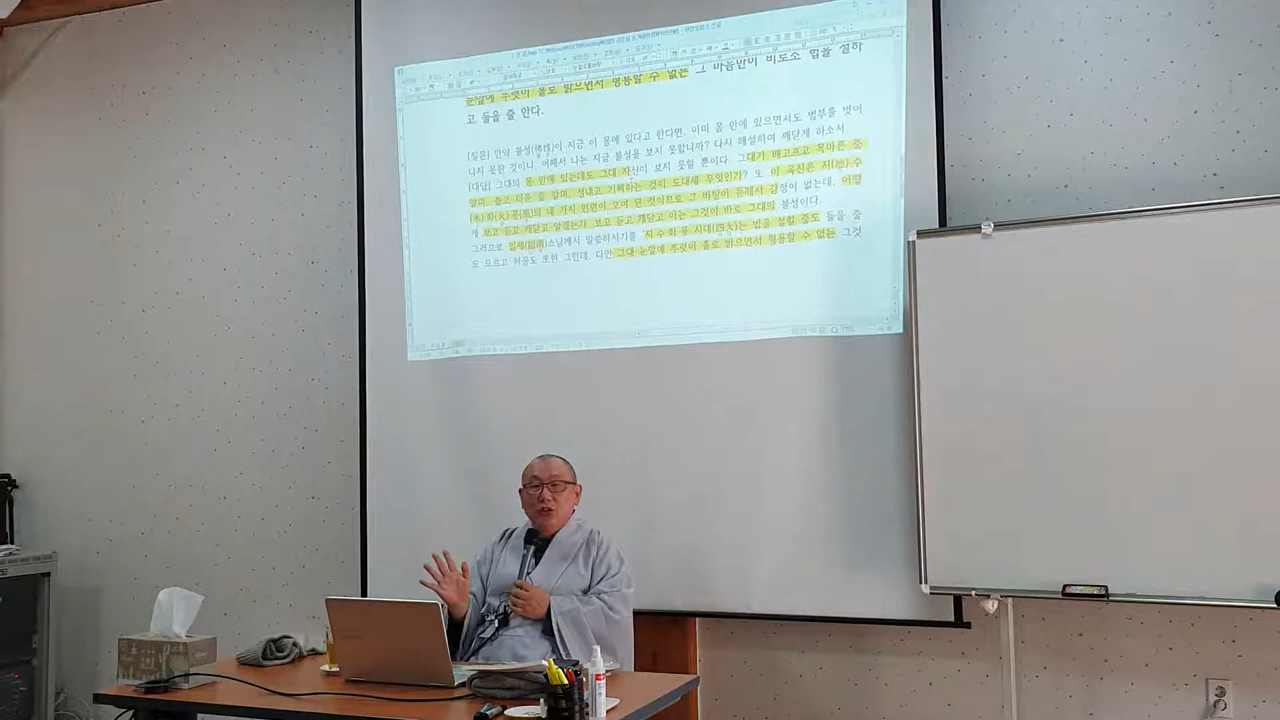 눈앞에 뚜렷이 홀로 밝으면서 형용할 수 없는 그 마음만이 비로소 법을 설하
고 들을 줄 안다.
[질문] 만약 불성(佛性)이 지금 이 몸에 있다고 한다면, 이미 몸 안에 있으면서도 범부를 벗어
나지 못한 것이니, 어째서 나는 지금 불성을 보지 못합니까? 다시 해설하여 깨닫게 하소서
[대답] 그대의 몸 안에 있는데도 그대 자신이 보지 못할 뿐이다. 그대가 배고프고 목마른 줄
알며, 춥고 더운 줄 알며, 성내고 기뻐하는 것이 도대체 무엇인가? 또 이 육신은 지(地) 수
(水) 화(火) 풍(風)의 네 가지 인연이 모여 된 것이므로 그 바탕이 둔해서 감정이 없는데, 어떻
게 보고 듣고 깨닫고 알겠는가 보고 듣고 깨닫고 아는 그것이 바로 그대의 불성이다.
그러므로 임제(臨濟)스님께서 말씀하시기를 '지 수 화 풍 사대(四大)는 법을 설할 줄도 들을 줄
도 모르고 허공도 또한 그런데, 다만 그대 눈앞에 뚜렷이 홀로 밝으면서 형용할 수 없는 그것